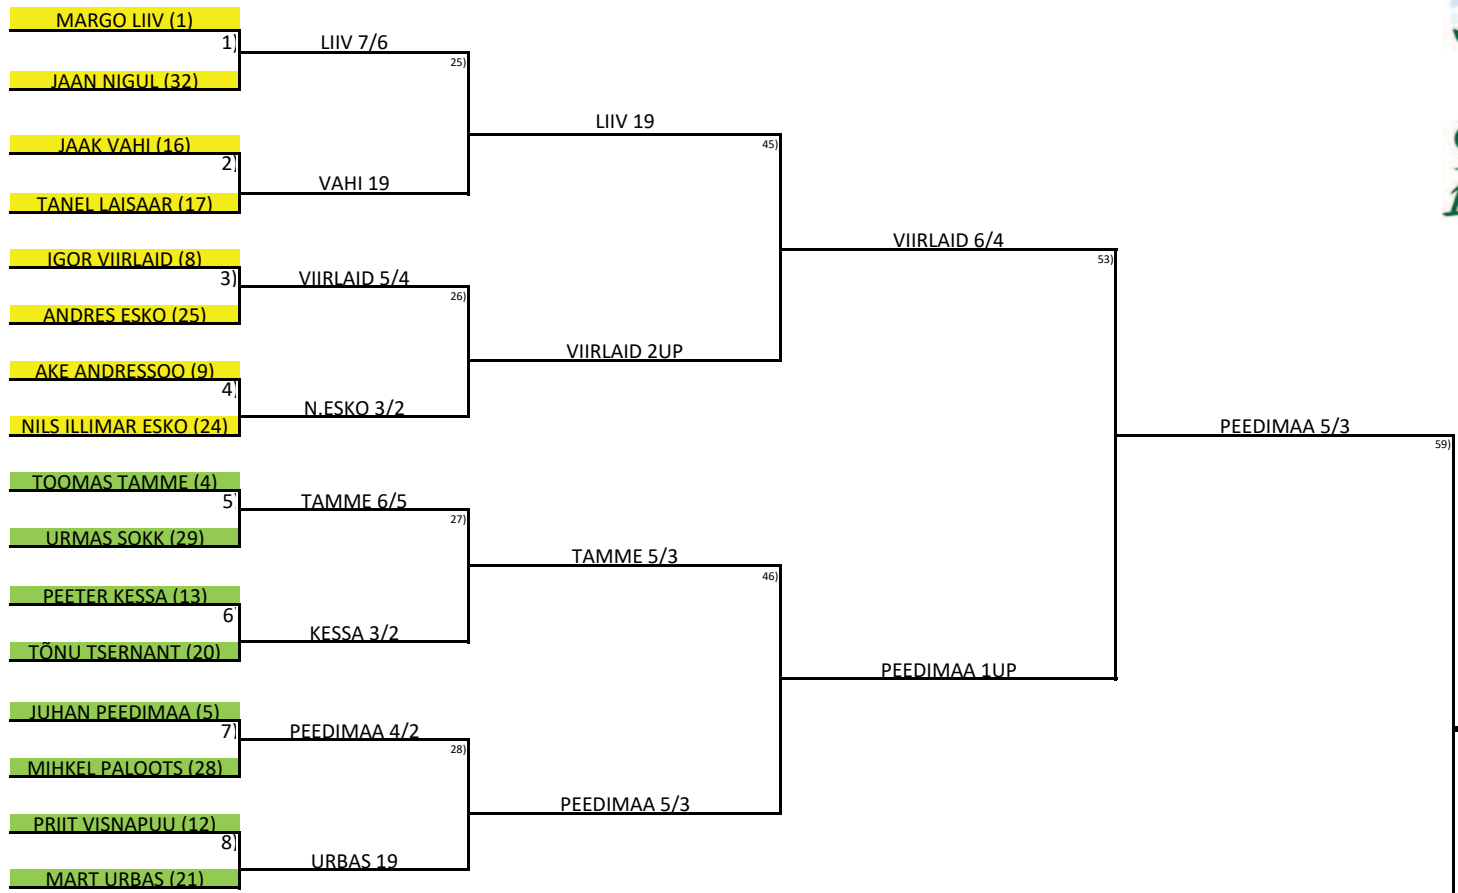 MARGO LIIV (1)
1)
LIIV 7/6
25)
JAAN NIGUL (32)
LIIV 19
45)
JAAK VAHI (16)
2)
VAHI 19
TANEL LAISAAR (17)
VIIRLAID 6/4
53)
IGOR VIIRLAID (8)
3)
VIIRLAID 5/4
26)
ANDRES ESKO (25)
VIIRLAID 2UP
AKE ANDRESSOO (9)
4)
N.ESKO 3/2
NILS ILLIMAR ESKO (24)
PEEDIMAA 5/3
59)
TOOMAS TAMME (4)
5)
TAMME 6/5
27)
URMAS SOKK (29)
TAMME 5/3
46)
PEETER KESSA (13)
6
KESSA 3/2
TÕNU TSERNANT (20)
PEEDIMAA 1UP
JUHAN PEEDIMAA (5)
7)
PEEDIMAA 4/2
28)
MIHKEL PALOOTS (28)
PEEDIMAA 5/3
PRIIT VISNAPUU (12)
8)
URBAS 19
MART URBAS (21)